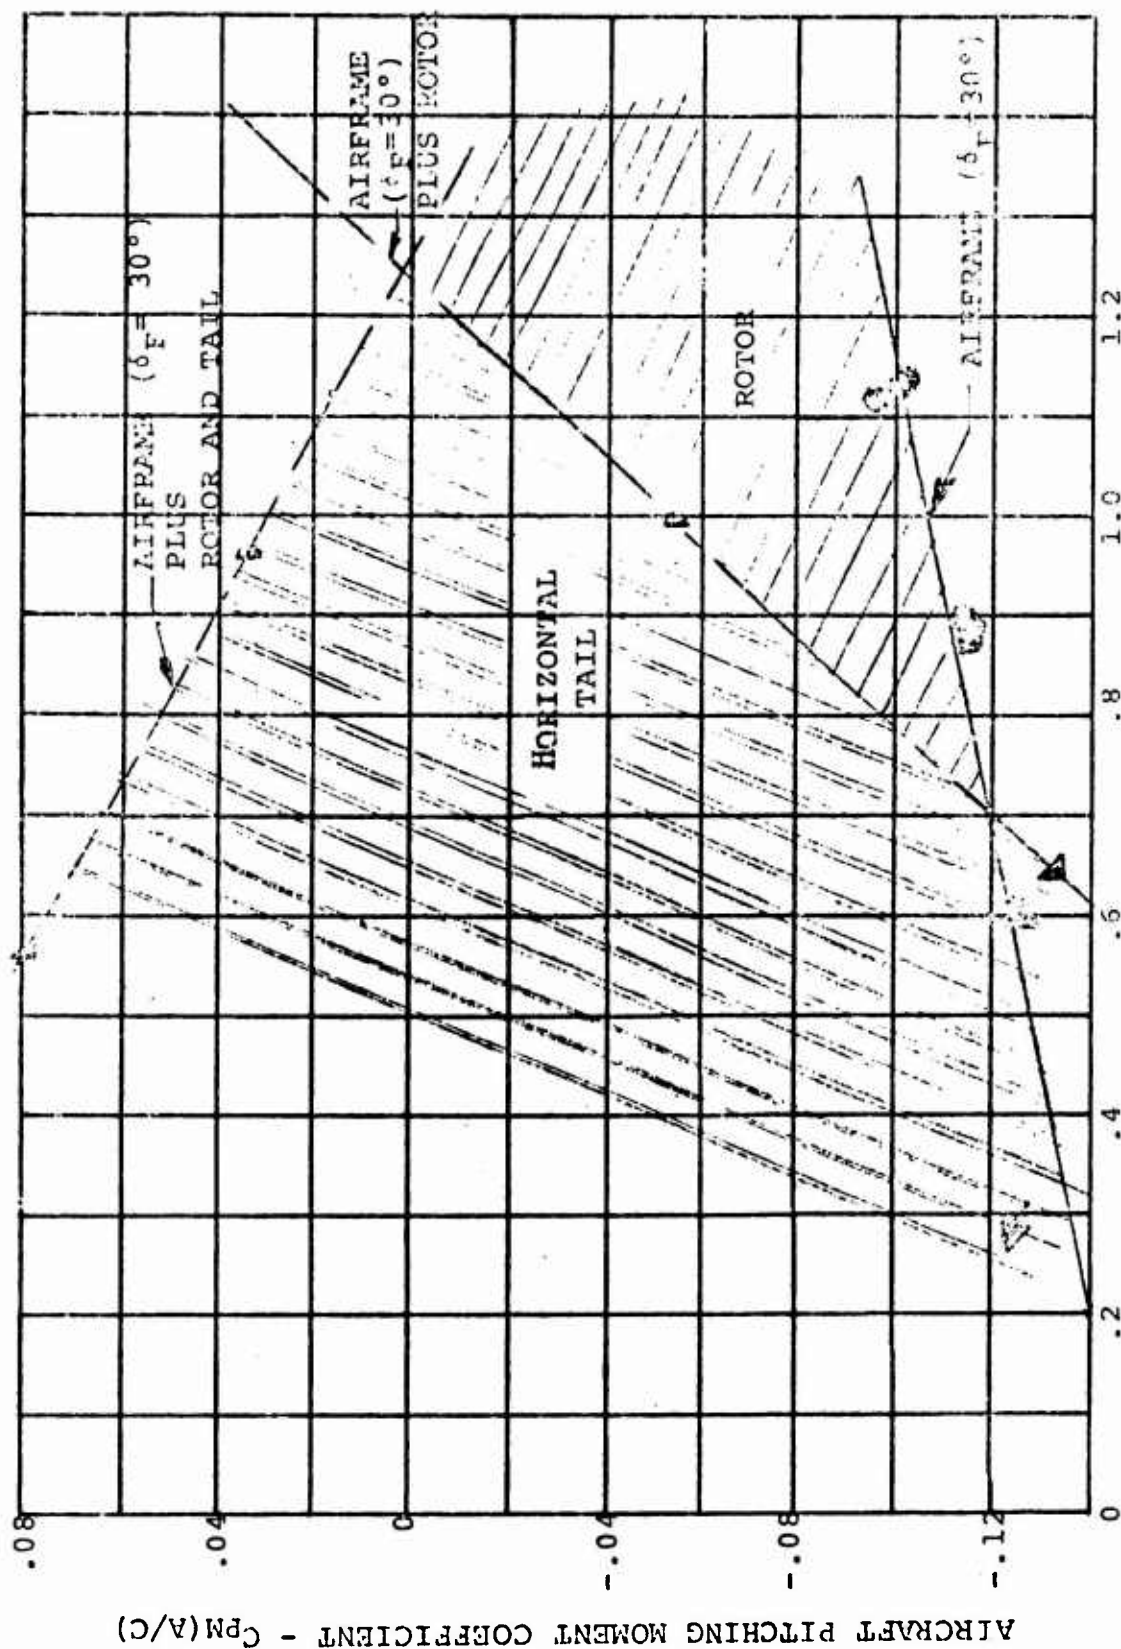 AIRFRAME (δF= 30°)
PLUS
ROTOR AND TAIL
AIRFRAME
(δF=30°)
PLUS ROTOR
HORIZONTAL
TAIL
ROTOR
AIRFRAME (δF=30°)
.08
.04
0
-.04
-.08
-.12
0
.2
.4
.6
.8
1.0
1.2
AIRCRAFT PITCHING MOMENT COEFFICIENT - CPM(A/C)